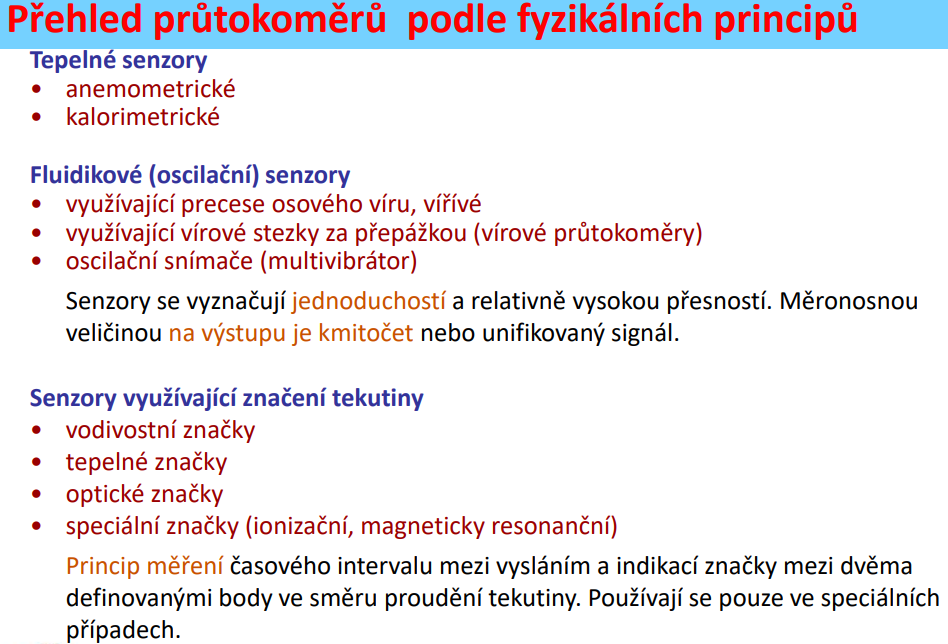 Přehled průtokoměrů podle fyzikálních principů
Tepelné senzory
• anemometrické
• kalorimetrické
Fluidikové (oscilační) senzory
• využívající precese osového víru, vířívé
• využívající vírové stezky za přepážkou (vírové průtokoměry)
• oscilační snímače (multivibrátor)
Senzory se vyznačují jednoduchostí a relativně vysokou přesností. Měronosnou
veličinou na výstupu je kmitočet nebo unifikovaný signál.
Senzory využívající značení tekutiny
• vodivostní značky
• tepelné značky
• optické značky
• speciální značky (ionizační, magneticky resonanční)
Princip měření časového intervalu mezi vysláním a indikací značky mezi dvěma
definovanými body ve směru proudění tekutiny. Používají se pouze ve speciálních
případech.